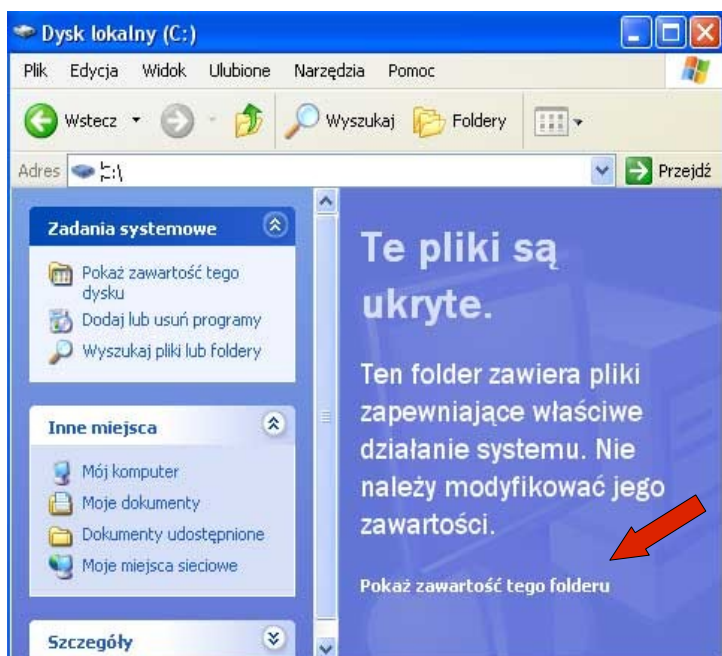 Dysk lokalny (C:)
Plik Edycja Widok Ulubione Narzędzia Pomoc
Wstecz Wyszukaj Foldery
Adres C:\ Przejdź
Zadania systemowe
Pokaż zawartość tego
dysku
Dodaj lub usuń programy
Wyszukaj pliki lub foldery
Inne miejsca
Mój komputer
Moje dokumenty
Dokumenty udostępnione
Moje miejsca sieciowe
Szczegóły
Te pliki są
ukryte.
Ten folder zawiera pliki
zapewniające właściwe
działanie systemu. Nie
należy modyfikować jego
zawartości.
Pokaż zawartość tego folderu